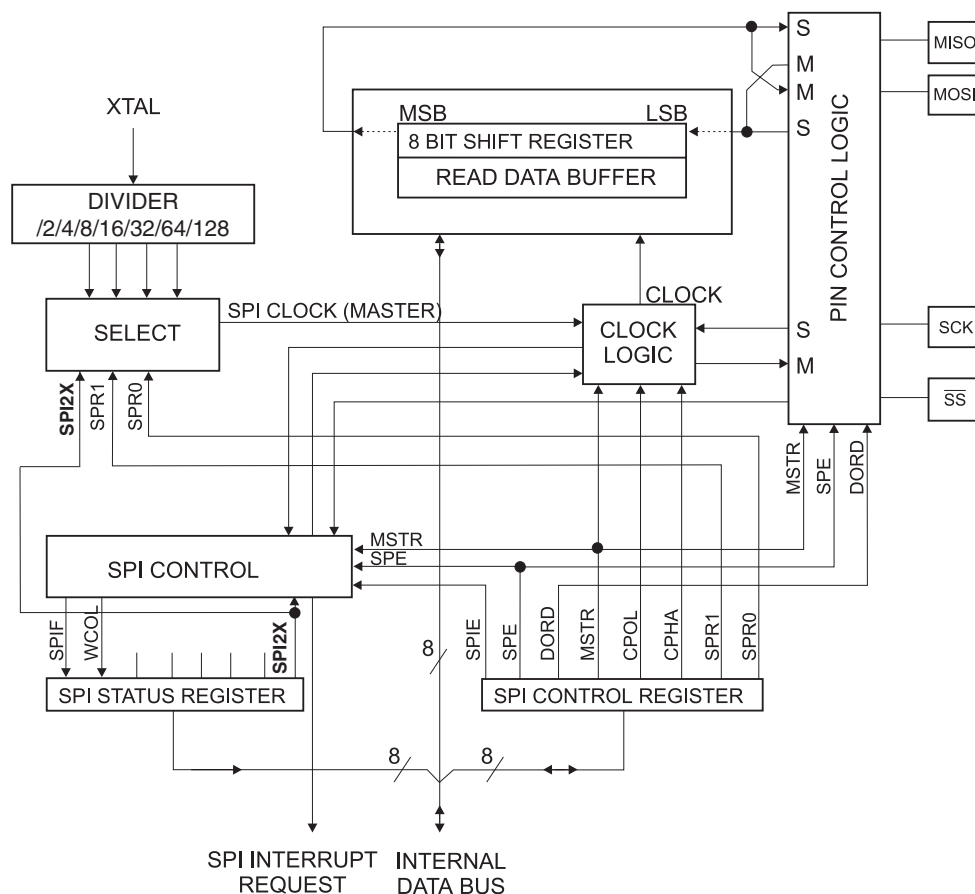 S
MISO
M
MOSI
XTAL
M
MSB
LSB
8 BIT SHIFT REGISTER
S
READ DATA BUFFER
DIVIDER
/2/4/8/16/32/64/128
PIN CONTROL LOGIC
SPI CLOCK (MASTER)
CLOCK
SELECT
CLOCK
LOGIC
S
SCK
M
SPI2X
SPR1
SPR0
SS
MSTR
SPE
DORD
MSTR
SPE
SPI CONTROL
SPIF
WCOL
SPI2X
8
SPIE
SPE
DORD
MSTR
CPOL
CPHA
SPR1
SPR0
SPI STATUS REGISTER
SPI CONTROL REGISTER
8
8
SPI INTERRUPT
REQUEST
INTERNAL
DATA BUS